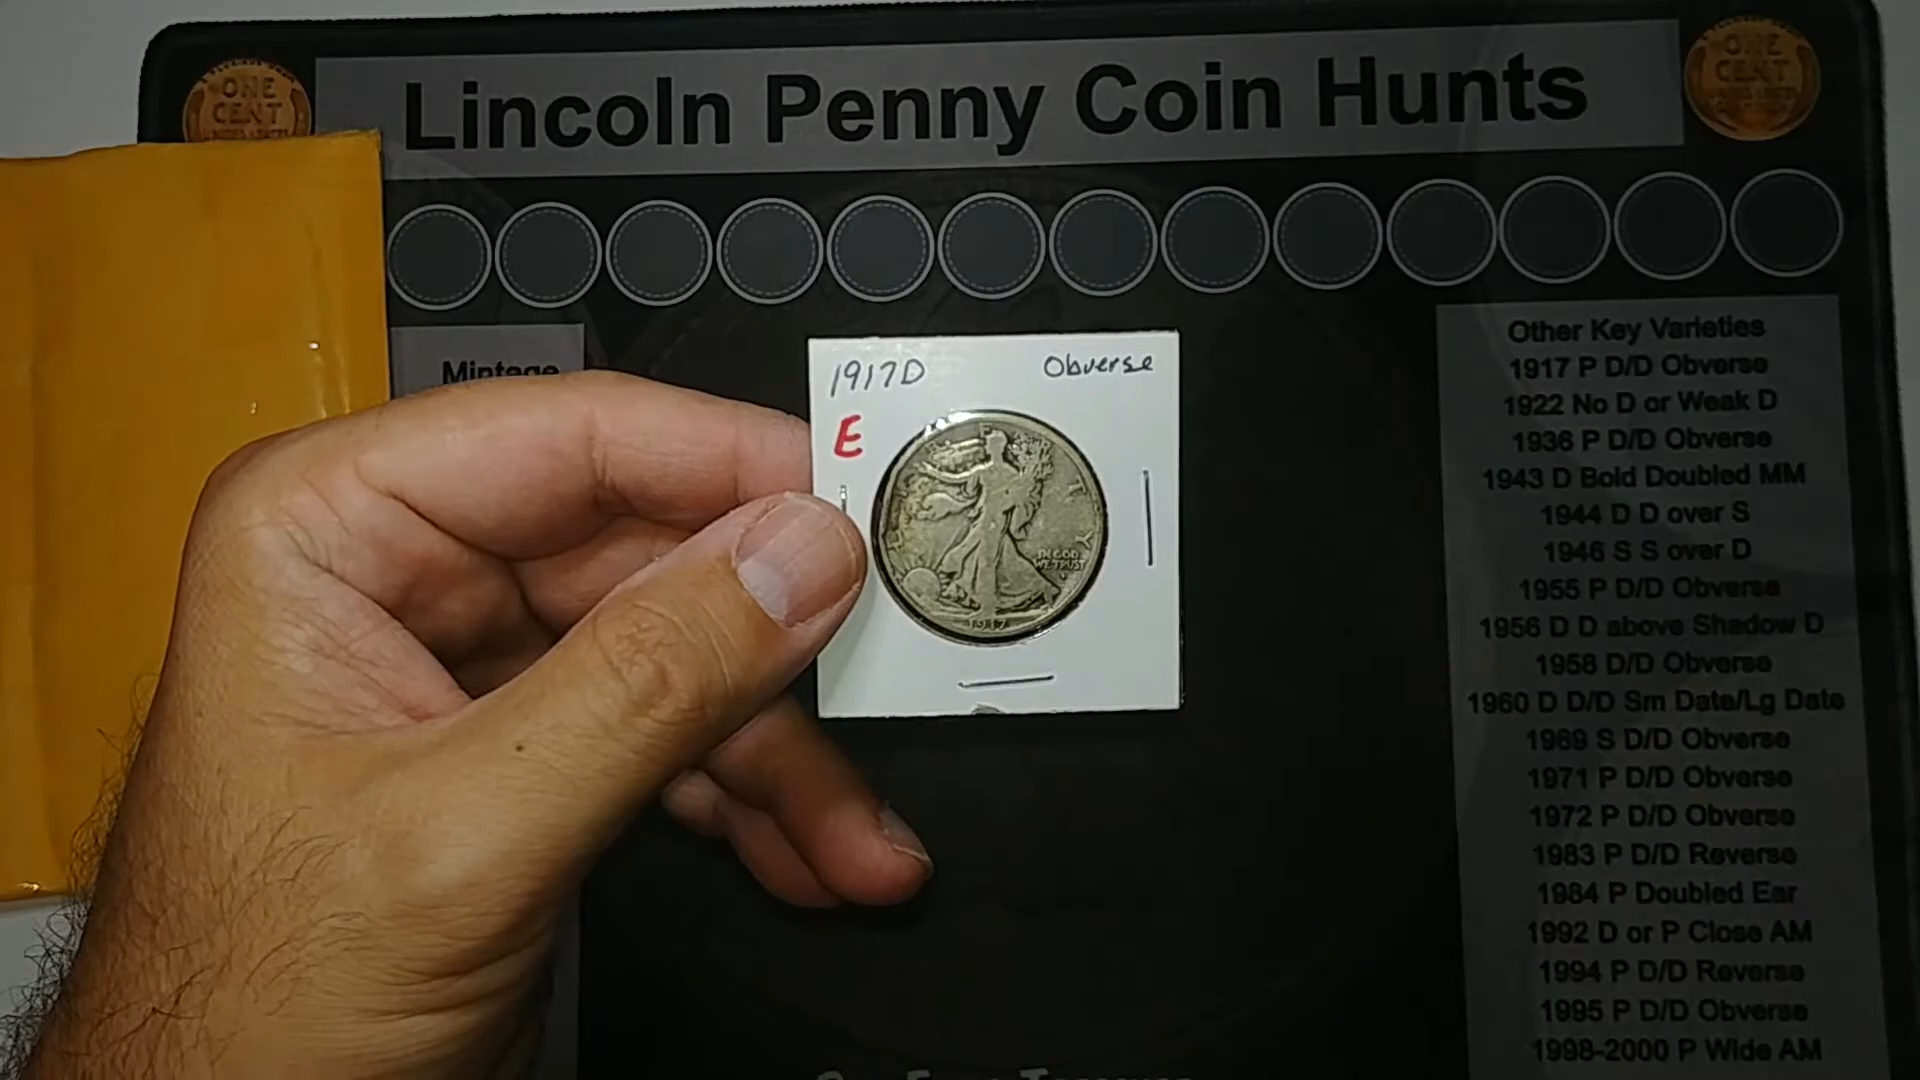 Lincoln Penny Coin Hunts
ONE
CENT
UNITED STATES
ONE
CENT
Mintage
1917D
Obverse
E
IN GOD
WE TRUST
1917
Other Key Varieties
1917 P D/D Obverse
1922 No D or Weak D
1936 P D/D Obverse
1943 D Bold Doubled MM
1944 D D over S
1946 S S over D
1955 P D/D Obverse
1956 D D above Shadow D
1958 D/D Obverse
1960 D D/D Sm Date/Lg Date
1969 S D/D Obverse
1971 P D/D Obverse
1972 P D/D Obverse
1983 P D/D Reverse
1984 P Doubled Ear
1992 D or P Close AM
1994 P D/D Reverse
1995 P D/D Obverse
1998-2000 P Wide AM